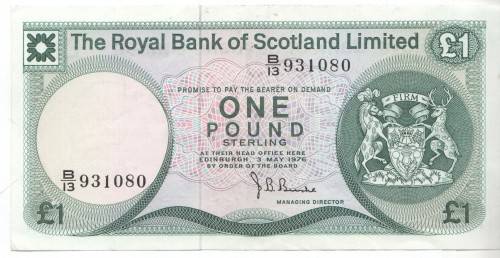 The Royal Bank of Scotland Limited
£1
B/13 931080
FIRM
PROMISE TO PAY THE BEARER ON DEMAND
ONE
POUND
STERLING
AT THEIR HEAD OFFICE HERE
EDINBURGH, 3 MAY 1976
BY ORDER OF THE BOARD
B/13 931080
MANAGING DIRECTOR
£1
£1